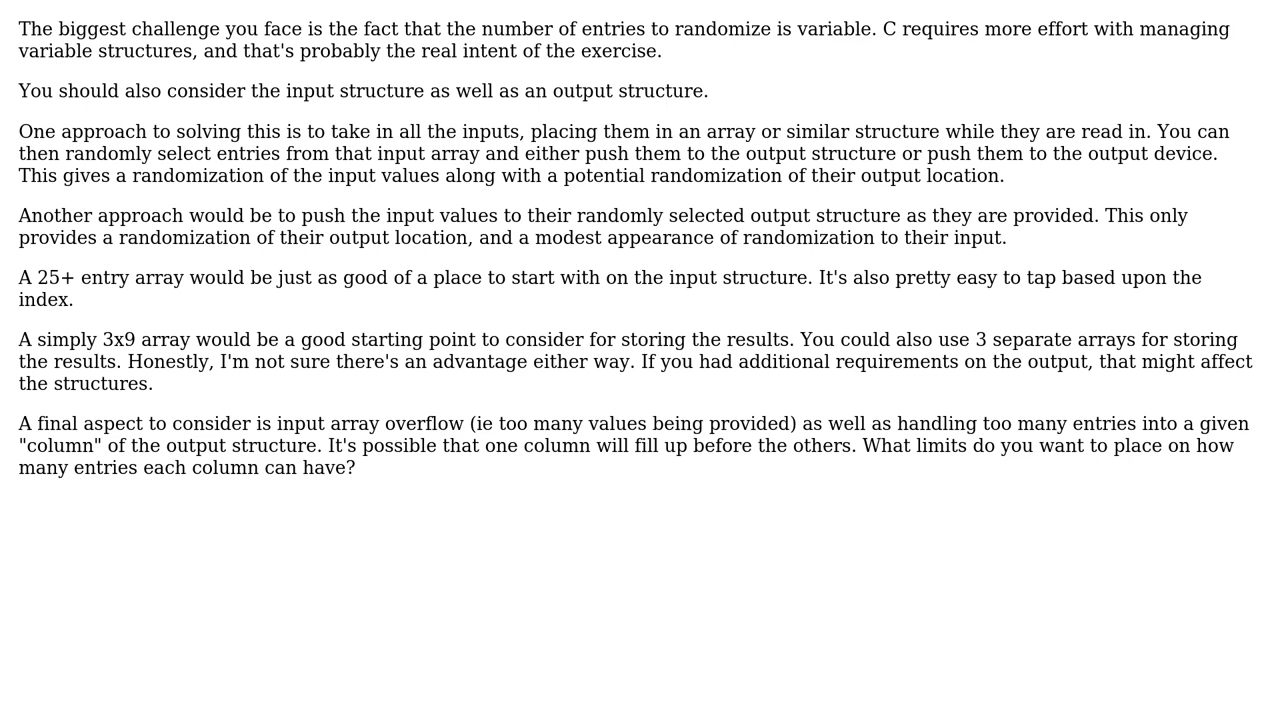 The biggest challenge you face is the fact that the number of entries to randomize is variable. C requires more effort with managing
variable structures, and that's probably the real intent of the exercise.
You should also consider the input structure as well as an output structure.
One approach to solving this is to take in all the inputs, placing them in an array or similar structure while they are read in. You can
then randomly select entries from that input array and either push them to the output structure or push them to the output device.
This gives a randomization of the input values along with a potential randomization of their output location.
Another approach would be to push the input values to their randomly selected output structure as they are provided. This only
provides a randomization of their output location, and a modest appearance of randomization to their input.
A 25+ entry array would be just as good of a place to start with on the input structure. It's also pretty easy to tap based upon the
index.
A simply 3x9 array would be a good starting point to consider for storing the results. You could also use 3 separate arrays for storing
the results. Honestly, I'm not sure there's an advantage either way. If you had additional requirements on the output, that might affect
the structures.
A final aspect to consider is input array overflow (ie too many values being provided) as well as handling too many entries into a given
"column" of the output structure. It's possible that one column will fill up before the others. What limits do you want to place on how
many entries each column can have?